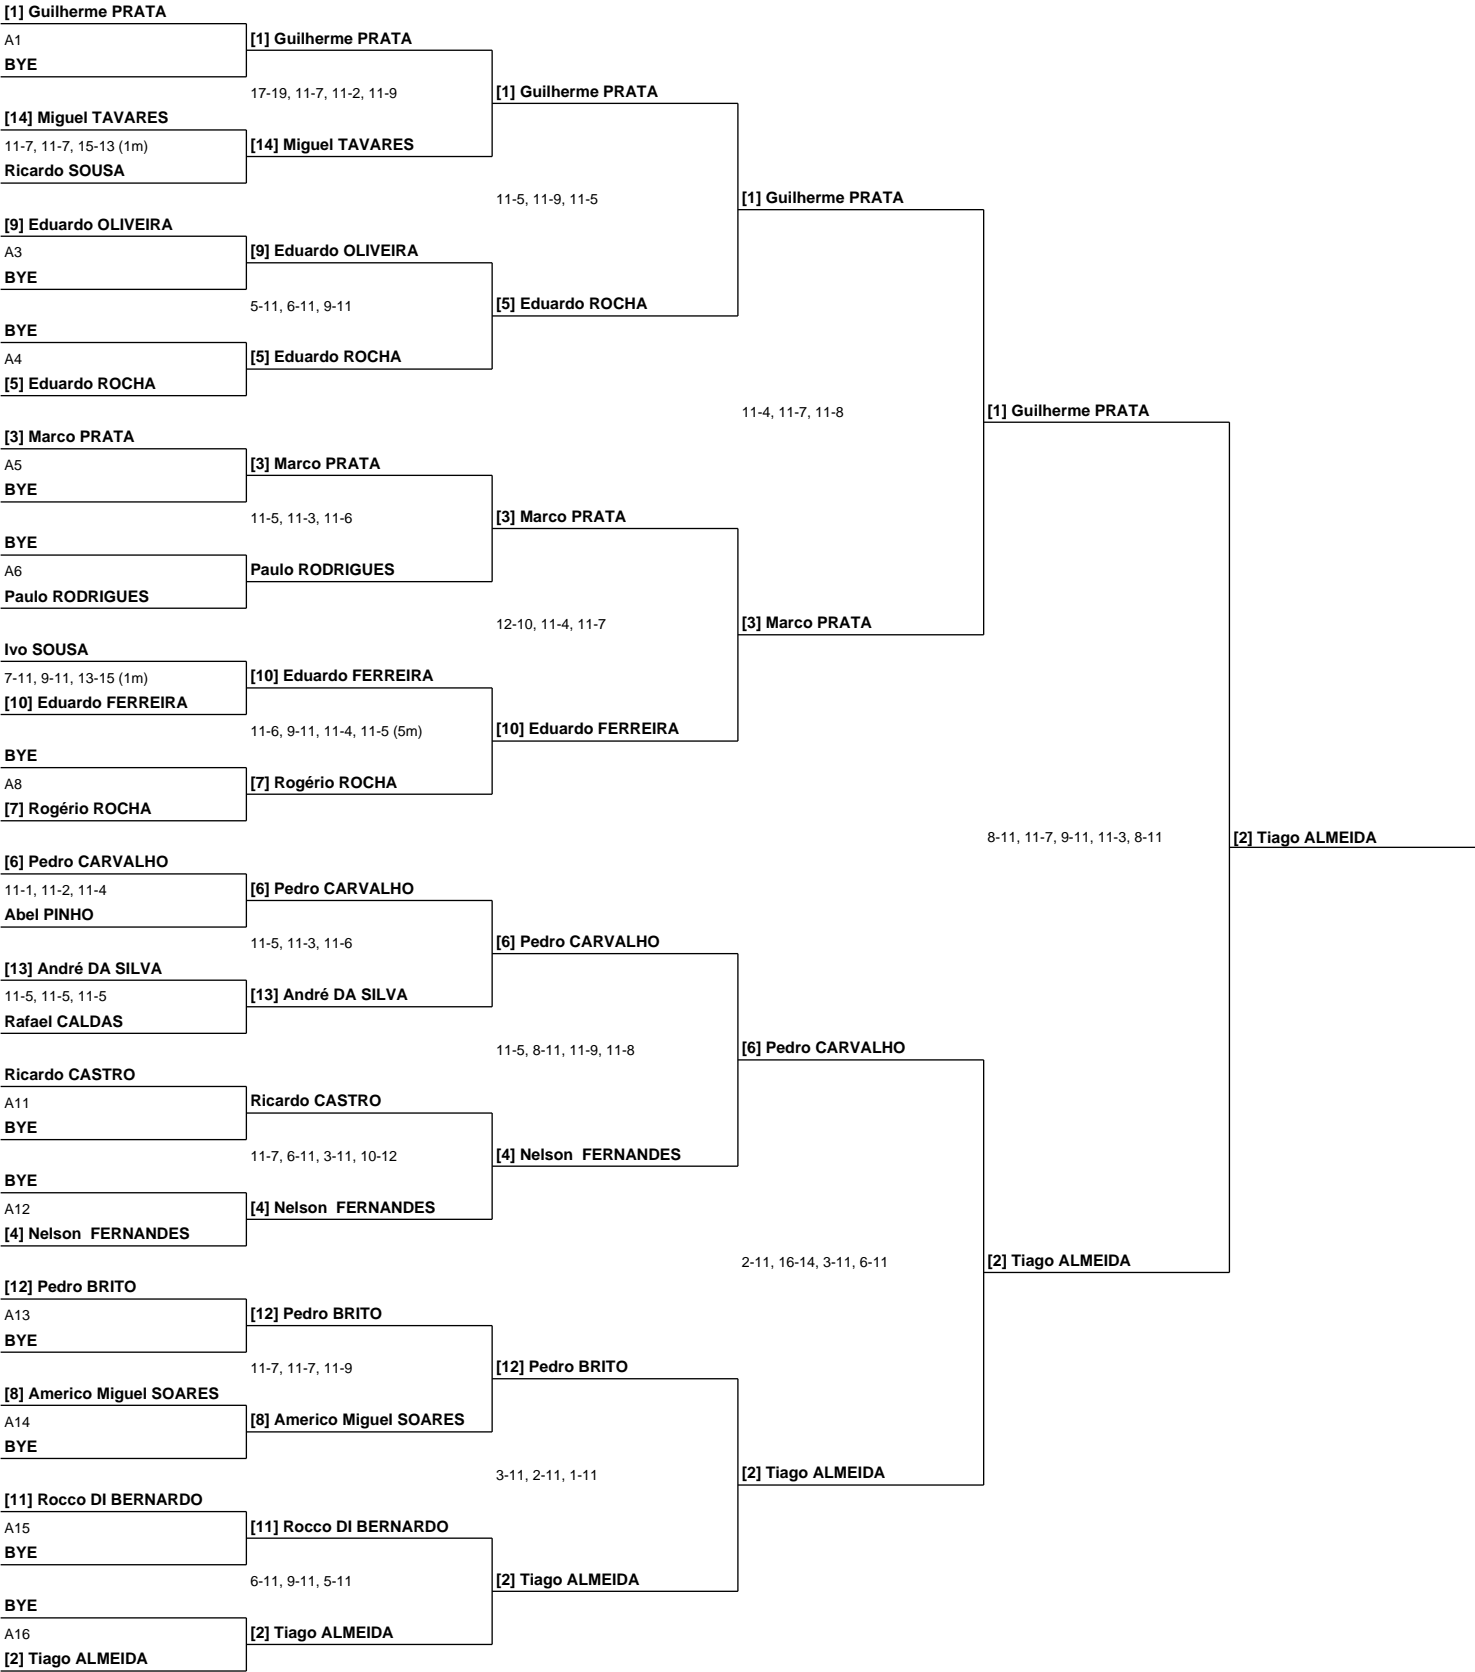 [1] Guilherme PRATA
A1
BYE
[14] Miguel TAVARES
11-7, 11-7, 15-13 (1m)
Ricardo SOUSA
[9] Eduardo OLIVEIRA
A3
BYE
BYE
A4
[5] Eduardo ROCHA
[3] Marco PRATA
A5
BYE
BYE
A6
Paulo RODRIGUES
Ivo SOUSA
7-11, 9-11, 13-15 (1m)
[10] Eduardo FERREIRA
BYE
A8
[7] Rogério ROCHA
[6] Pedro CARVALHO
11-1, 11-2, 11-4
Abel PINHO
[13] André DA SILVA
11-5, 11-5, 11-5
Rafael CALDAS
Ricardo CASTRO
A11
BYE
BYE
A12
[4] Nelson  FERNANDES
[12] Pedro BRITO
A13
BYE
[8] Americo Miguel SOARES
A14
BYE
[11] Rocco DI BERNARDO
A15
BYE
BYE
A16
[2] Tiago ALMEIDA
[1] Guilherme PRATA
17-19, 11-7, 11-2, 11-9
[14] Miguel TAVARES
[9] Eduardo OLIVEIRA
5-11, 6-11, 9-11
[5] Eduardo ROCHA
[3] Marco PRATA
11-5, 11-3, 11-6
Paulo RODRIGUES
[10] Eduardo FERREIRA
11-6, 9-11, 11-4, 11-5 (5m)
[7] Rogério ROCHA
[6] Pedro CARVALHO
11-5, 11-3, 11-6
[13] André DA SILVA
Ricardo CASTRO
11-7, 6-11, 3-11, 10-12
[4] Nelson  FERNANDES
[12] Pedro BRITO
11-7, 11-7, 11-9
[8] Americo Miguel SOARES
[11] Rocco DI BERNARDO
6-11, 9-11, 5-11
[2] Tiago ALMEIDA
[1] Guilherme PRATA
11-5, 11-9, 11-5
[5] Eduardo ROCHA
[3] Marco PRATA
12-10, 11-4, 11-7
[10] Eduardo FERREIRA
[6] Pedro CARVALHO
11-5, 8-11, 11-9, 11-8
[4] Nelson  FERNANDES
[12] Pedro BRITO
3-11, 2-11, 1-11
[2] Tiago ALMEIDA
[1] Guilherme PRATA
11-4, 11-7, 11-8
[3] Marco PRATA
[6] Pedro CARVALHO
2-11, 16-14, 3-11, 6-11
[2] Tiago ALMEIDA
[1] Guilherme PRATA
8-11, 11-7, 9-11, 11-3, 8-11
[2] Tiago ALMEIDA
[2] Tiago ALMEIDA